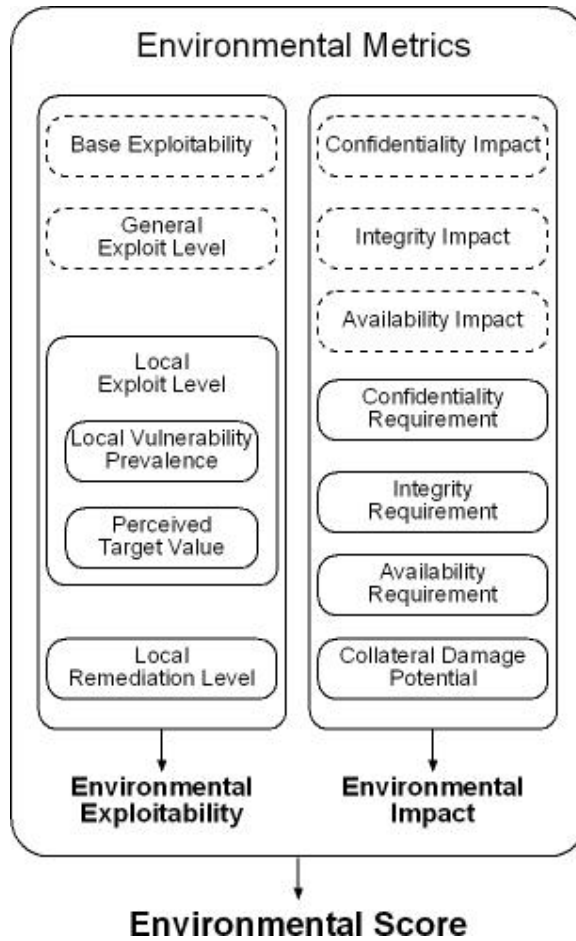 Environmental Metrics
Base Exploitability
General
Exploit Level
Local
Exploit Level
Local Vulnerability
Prevalence
Perceived
Target Value
Local
Remediation Level
Environmental
Exploitability
Confidentiality Impact
Integrity Impact
Availability Impact
Confidentiality
Requirement
Integrity
Requirement
Availability
Requirement
Collateral Damage
Potential
Environmental
Impact
Environmental Score